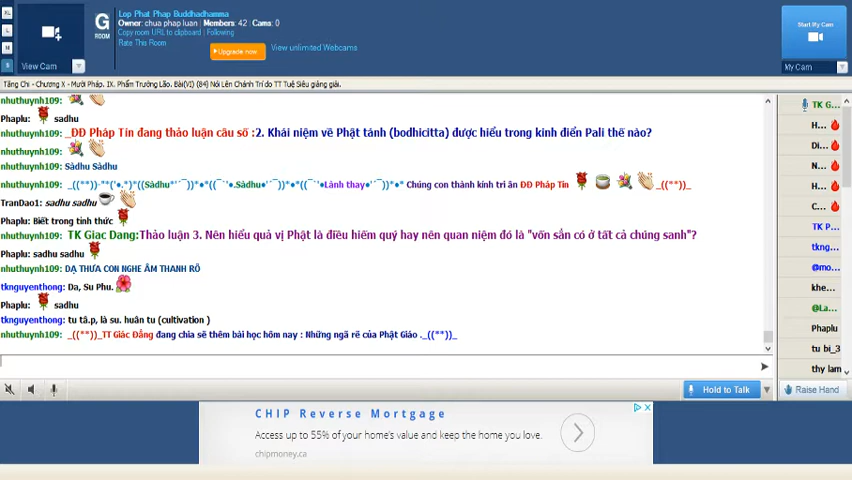 XL
L
M
S
View Cam
G
ROOM
Lop Phat Phap Buddhadhamma
Owner: chua phap luan | Members: 42 | Cams: 0
Copy room URL to clipboard | Following
Rate This Room
Upgrade now
View unlimited Webcams
Start My Cam
My Cam
Tăng Chi - Chương X - Mười Pháp. IX. Phẩm Trưởng Lão. Bài(VI) (84) Nói Lên Chánh Trí do TT Tuệ Siêu giảng giải.
nhuthuynh109:
Phaplu: sadhu
nhuthuynh109: _ĐĐ Pháp Tín đang thảo luận câu số :2. Khái niệm về Phật tánh (bodhicitta) được hiểu trong kinh điển Pali thế nào?
nhuthuynh109:
nhuthuynh109: Sàdhu Sàdhu
nhuthuynh109: Chúng con thành kính tri ân ĐĐ Pháp Tín _((**))_
TranDao1: sadhu sadhu
Phaplu: Biết trong tỉnh thức
nhuthuynh109: TK Giac Dang:Thảo luận 3. Nên hiểu quả vị Phật là điều hiếm quý hay nên quan niệm đó là "vốn sẳn có ở tất cả chúng sanh"?
Phaplu: sadhu sadhu
nhuthuynh109: DẠ THƯA CON NGHE ÂM THANH RÕ
tknguyenthong: Da, Su Phu.
Phaplu: sadhu
tknguyenthong: tu tâ.p, là su. huân tu (cultivation )
nhuthuynh109: _((**))_TT Giác Đẳng đang chia sẽ thêm bài học hôm nay : Những ngã rẽ của Phật Giáo ._((**))_
TK G...
H...
Di...
N...
H...
C...
TK P...
tkng...
@mo...
khe...
@La...
Phaplu
tu bi_3
thy lam
Hold to Talk
Raise Hand
CHIP Reverse Mortgage
Access up to 55% of your home's value and keep the home you love.
chipmoney.ca